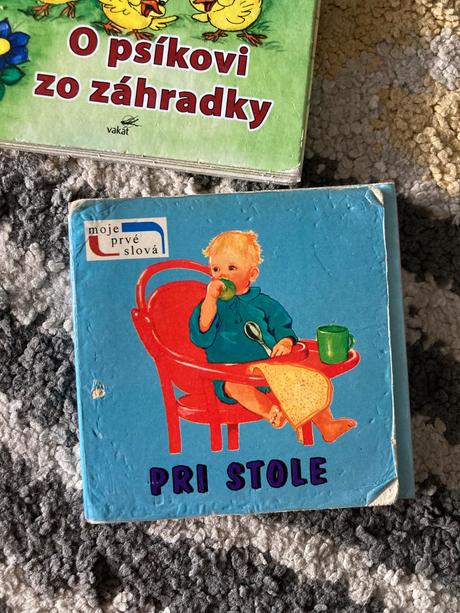 O psíkovi
zo záhradky
vakát
moje
prvé
slová
PRI STOLE